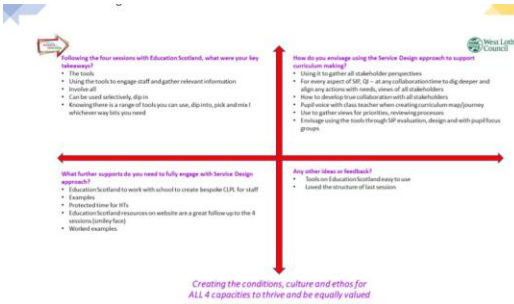 West Loth
Council
Following the four sessions with Education Scotland, what were your key
takeaways?
• The tools
• Using the tools to engage staff and gather relevant information
• Involve all
• Can be used selectively, dip in
• Knowing there is a range of tools you can use, dip into, pick and mix I
whichever way bits you need
How do you envisage using the Service Design approach to support
curriculum making?
• Using it to gather all stakeholder perspectives
• For every aspect of SIP, QI – at any collaboration time to dig deeper and
align any actions with needs, views of all stakeholders
• How to develop true collaboration with all stakeholders
• Pupil voice with class teacher when creating curriculum map/journey
• Use to gather views for priorities, reviewing processes
• Envisage using the tools through SIP evaluation, design and with pupil focus
groups
What further supports do you need to fully engage with Service Design
approach?
• Education Scotland to work with school to create bespoke CLPL for staff
• Examples
• Protected time for HTs
• Education Scotland resources on website are a great follow up to the 4
sessions (smiley face)
• Worked examples
Any other ideas or feedback?
• Tools on Education Scotland easy to use
• Loved the structure of last session
Creating the conditions, culture and ethos for
ALL 4 capacities to thrive and be equally valued